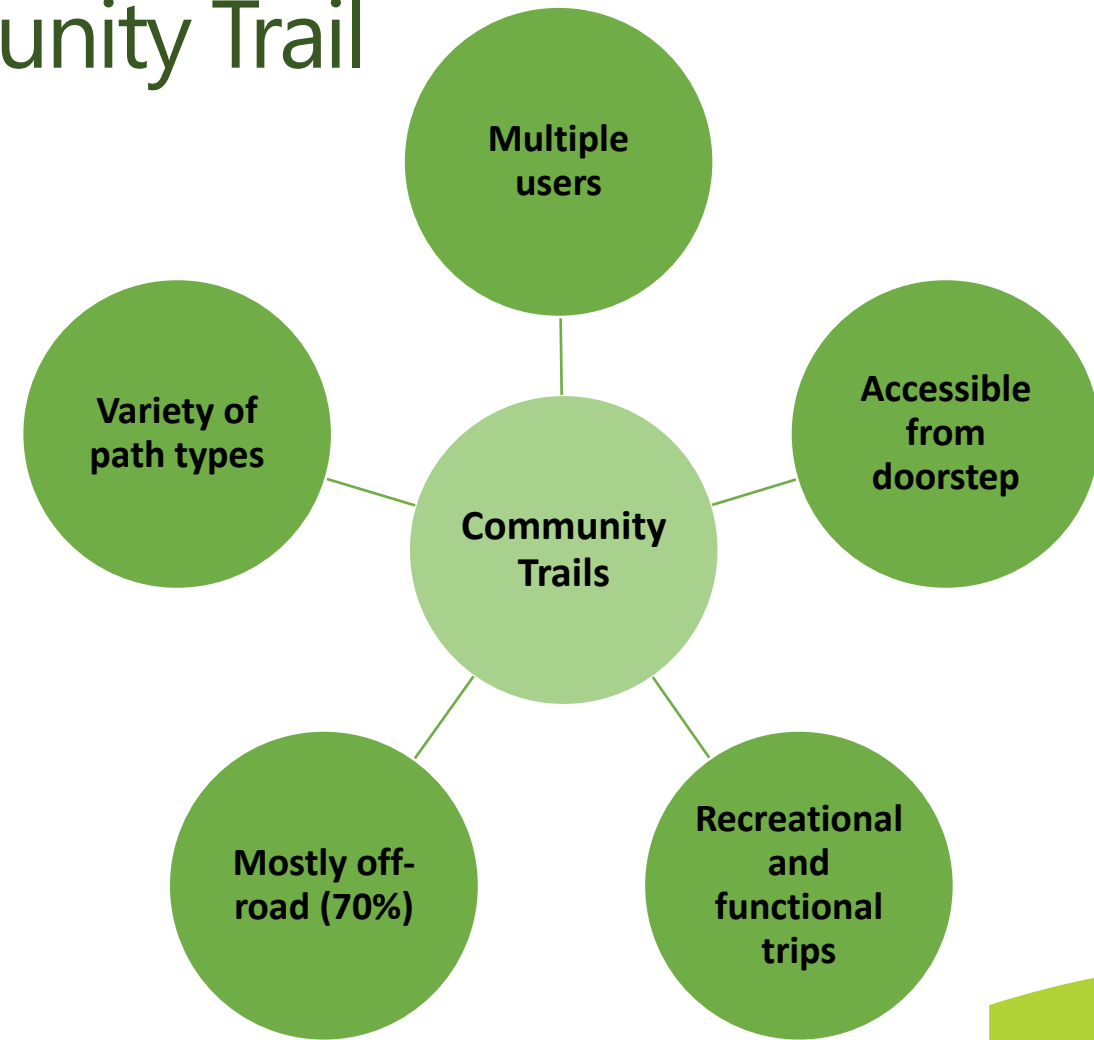 unity Trail
Multiple
users
Accessible
from
doorstep
Variety of
path types
Community
Trails
Recreational
and
functional
trips
Mostly off-
road (70%)